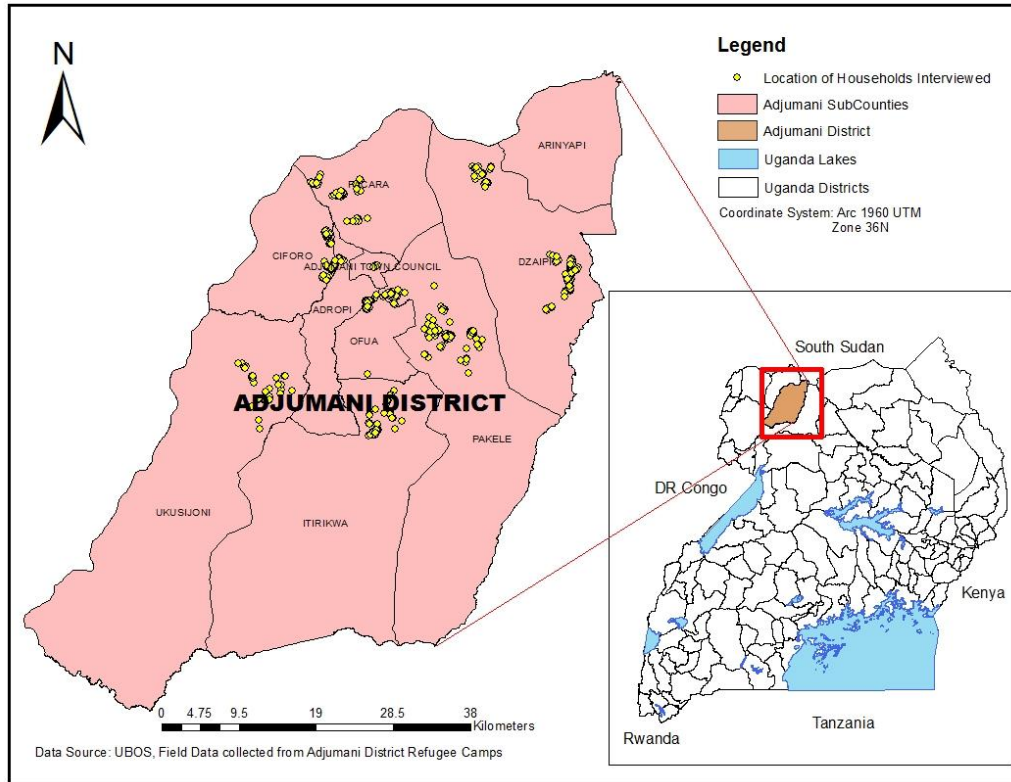 N
Legend
Location of Households Interviewed
Adjumani SubCounties
Adjumani District
Uganda Lakes
Uganda Districts
Coordinate System: Arc 1960 UTM
Zone 36N
ARINYAPI
PACARA
CIFORO
ADJUMANI TOWN COUNCIL
DZAIPI
ADROPI
OFUA
ADJUMANI DISTRICT
PAKELE
UKUSIJONI
ITIRIKWA
South Sudan
DR Congo
Kenya
Tanzania
Rwanda
0 4.75 9.5 19 28.5 38
Kilometers
Data Source: UBOS, Field Data collected from Adjumani District Refugee Camps